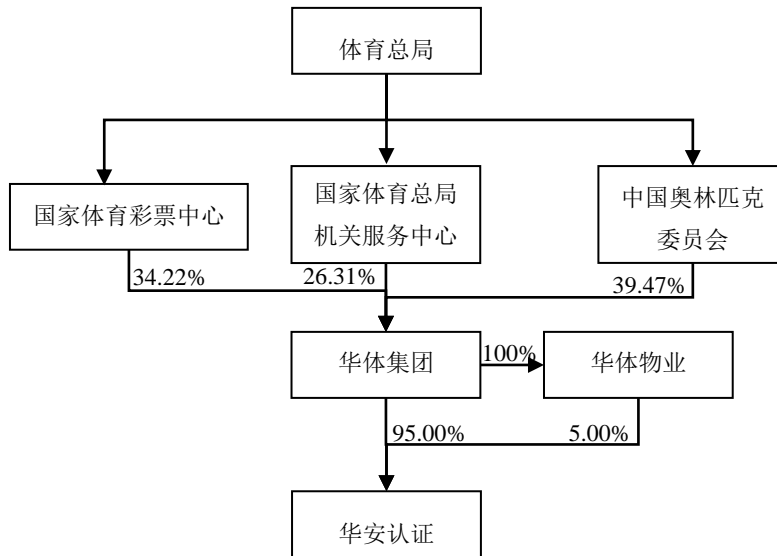 体育总局
国家体育彩票中心
国家体育总局
机关服务中心
中国奥林匹克
委员会
34.22%
26.31%
39.47%
华体集团
100%
华体物业
95.00%
5.00%
华安认证